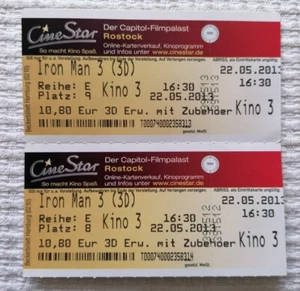 CineStar
So macht Kino Spaß.
Der Capitol-Filmpalast
Rostock
Online-Kartenverkauf, Kinoprogramm
und Infos unter www.cinestar.de
Iron Man 3 (3D)
22.05.2013
Reihe: E
16:30
16:30
Platz: 9
22.05.2013
Kino 3
Kino 3
10,80 Eur 3D Erw. mit Zubehoer
CineStar
So macht Kino Spaß.
Der Capitol-Filmpalast
Rostock
Online-Kartenverkauf, Kinoprogramm
und Infos unter www.cinestar.de
Iron Man 3 (3D)
22.05.2013
Reihe: E
Kino 3
16:30
16:30
Platz: 8
22.05.2013
Kino 3
10,80 Eur 3D Erw. mit Zubehoer